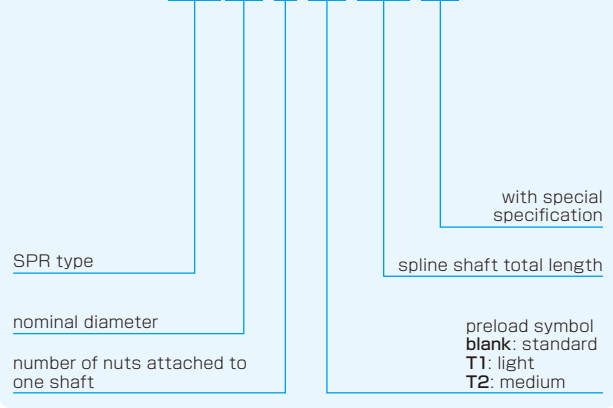 with special
specification
SPR type
spline shaft total length
nominal diameter
number of nuts attached to
one shaft
preload symbol
blank: standard
T1: light
T2: medium